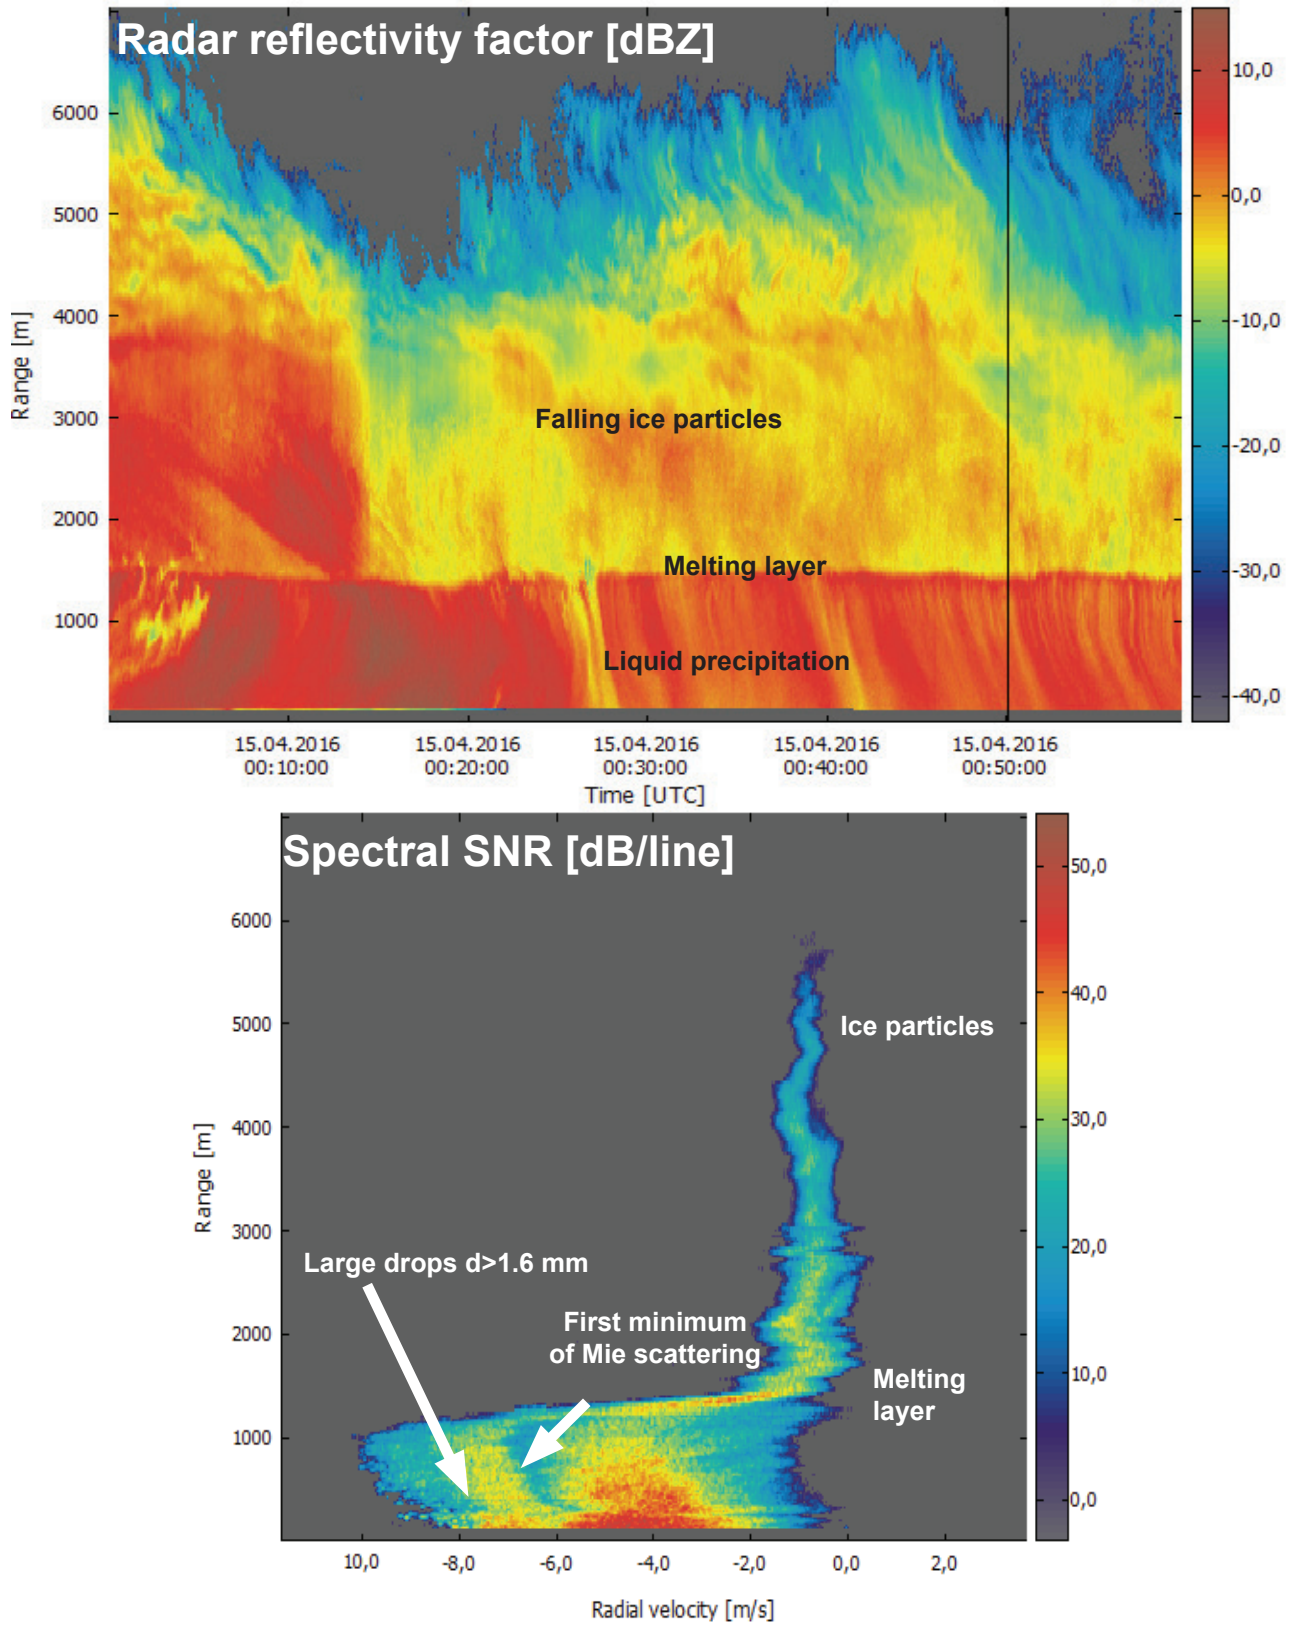 Radar reflectivity factor [dBZ]
10,0
6000
0,0
5000
4000
-10,0
Range [m]
3000
Falling ice particles
-20,0
2000
Melting layer
-30,0
1000
Liquid precipitation
-40,0
15.04.2016 15.04.2016 15.04.2016 15.04.2016 15.04.2016
00:10:00 00:20:00 00:30:00 00:40:00 00:50:00
Time [UTC]
Spectral SNR [dB/line]
50,0
6000
40,0
5000
Ice particles
30,0
4000
Range [m]
3000
20,0
Large drops d>1.6 mm
First minimum
of Mie scattering
2000
10,0
Melting
layer
1000
0,0
10,0 -8,0 -6,0 -4,0 -2,0 0,0 2,0
Radial velocity [m/s]